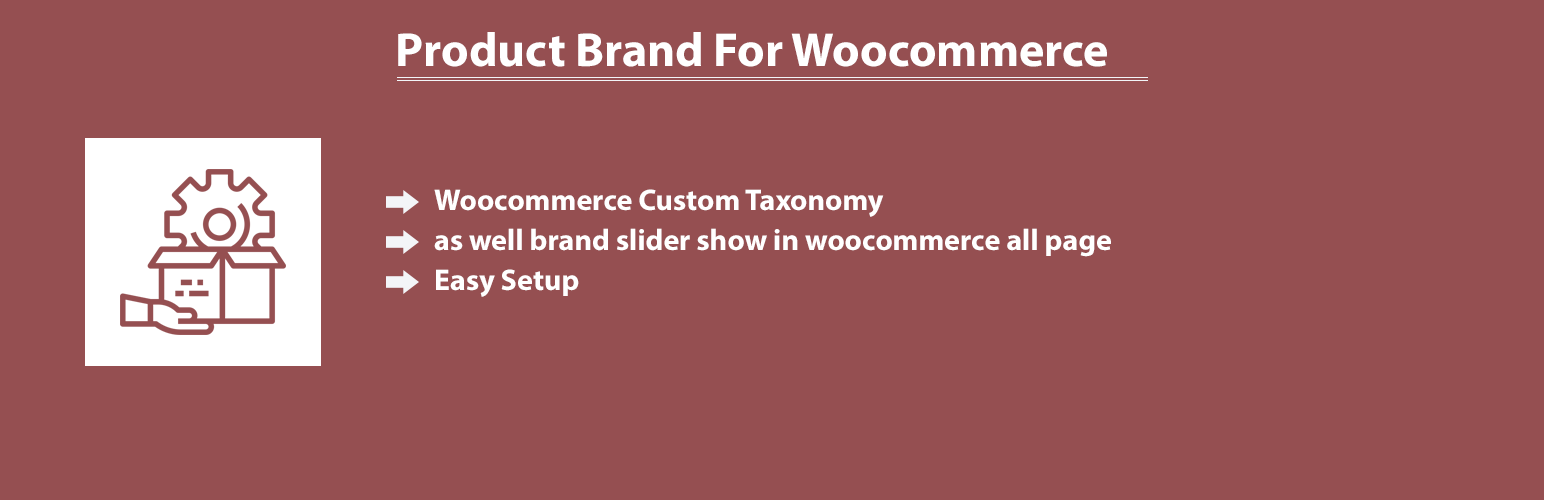 Product Brand For Woocommerce
Woocommerce Custom Taxonomy
as well brand slider show in woocommerce all page
Easy Setup